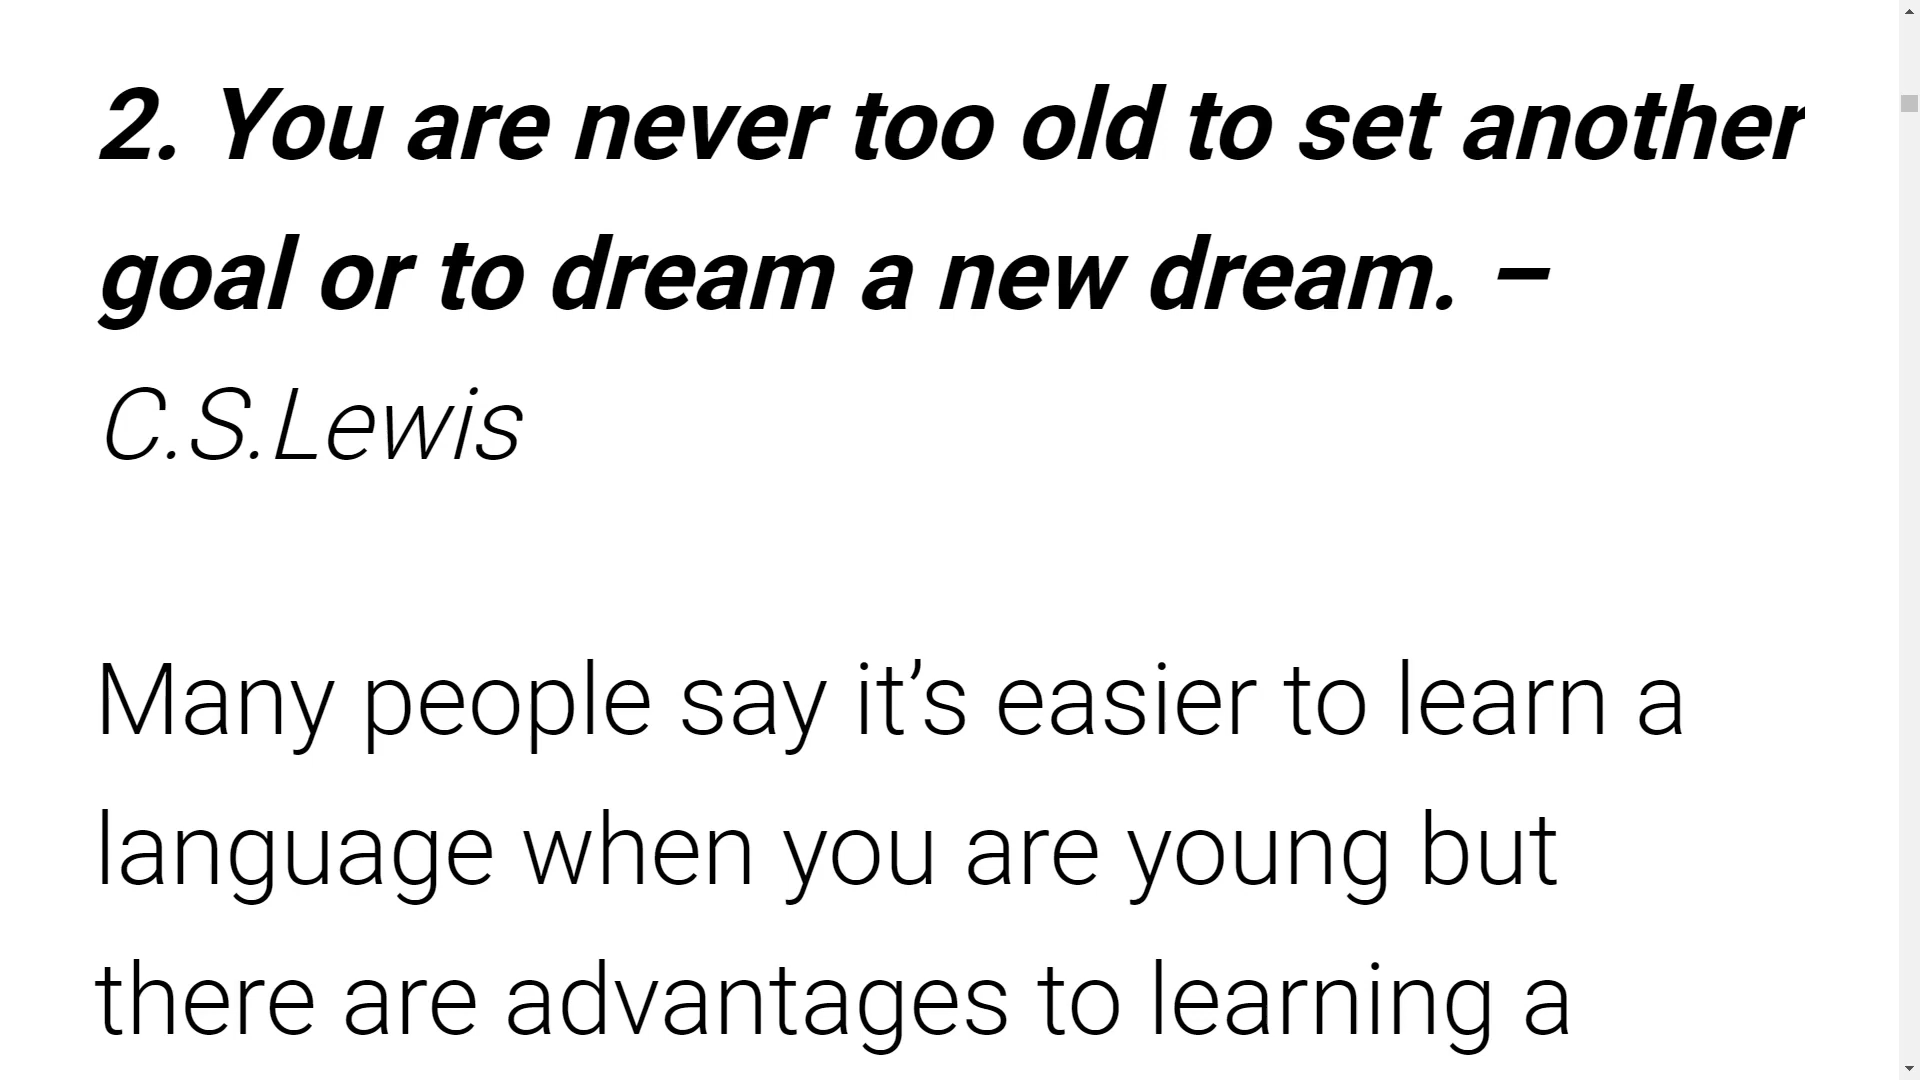 2. You are never too old to set another
goal or to dream a new dream. –
C.S.Lewis
Many people say it’s easier to learn a
language when you are young but
there are advantages to learning a